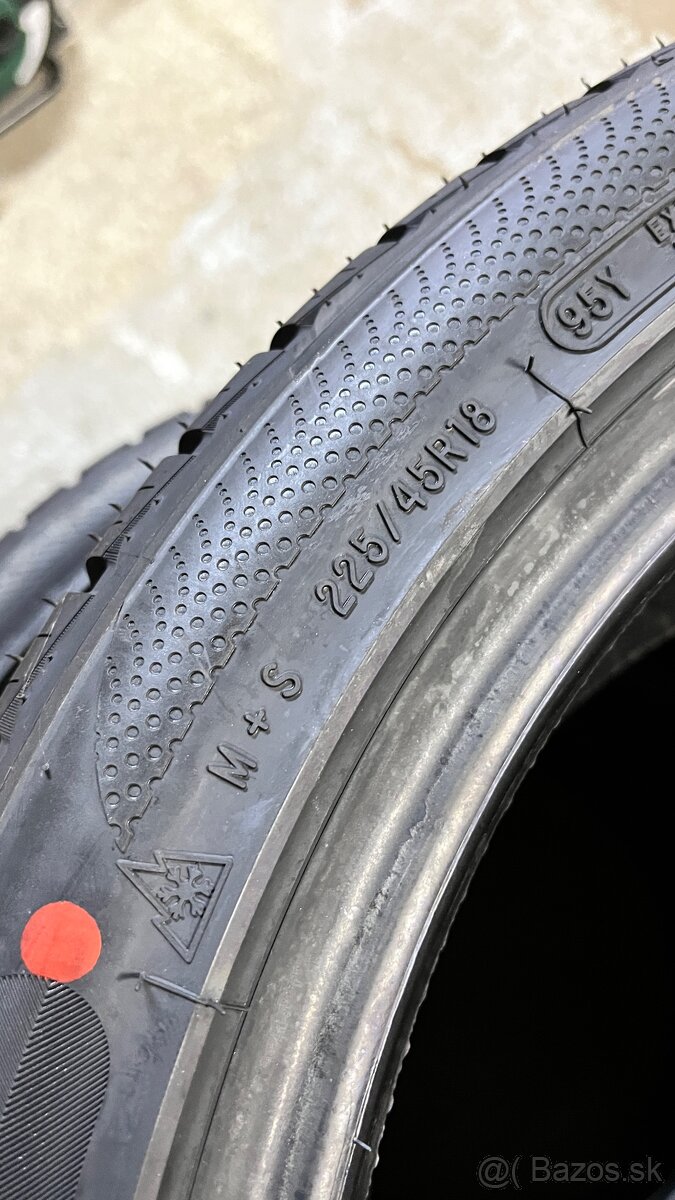 95Y
225/45R18
M + S
@( Bazos.sk